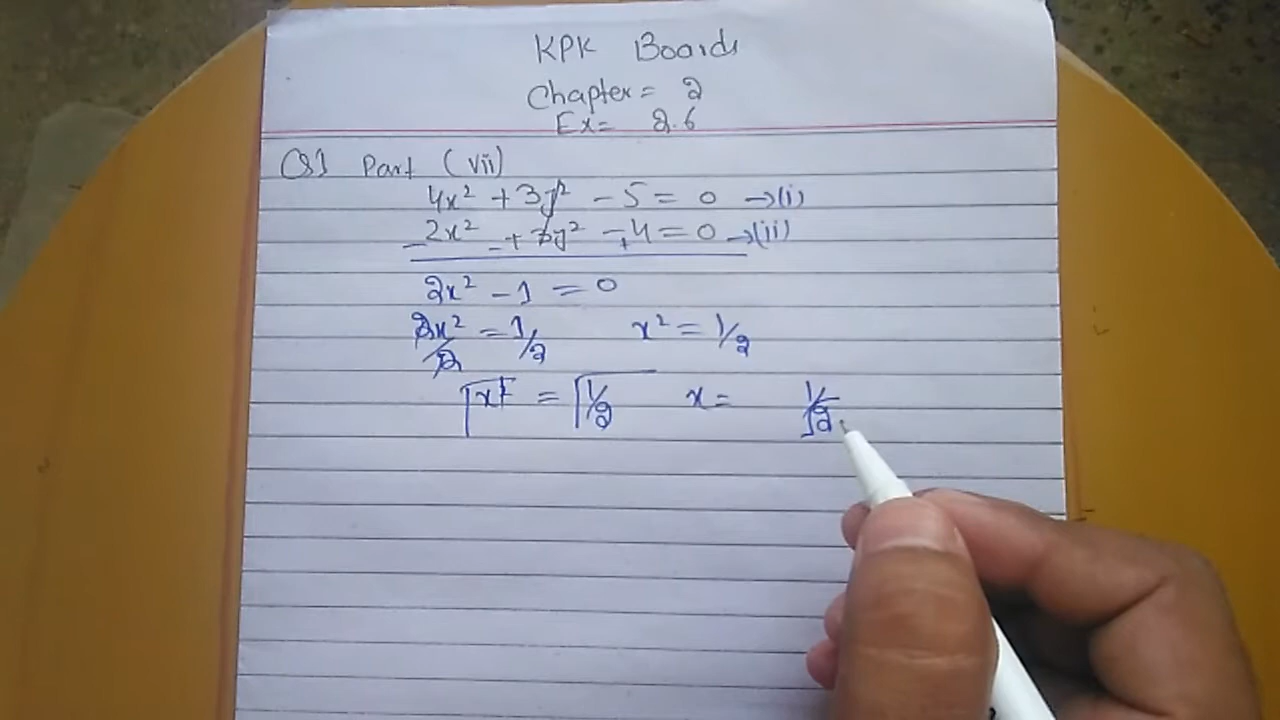 KPK Board
Chapter = 2
Ex = 2.6
Q1 Part (vii)
4x² + 3y² - 5 = 0 →(i)
2x² + 3y² - 4 = 0 →(ii)
- - +
2x² - 1 = 0
2x²/2 = 1/2 x² = 1/2
√x² = √1/2 x = 1/√2